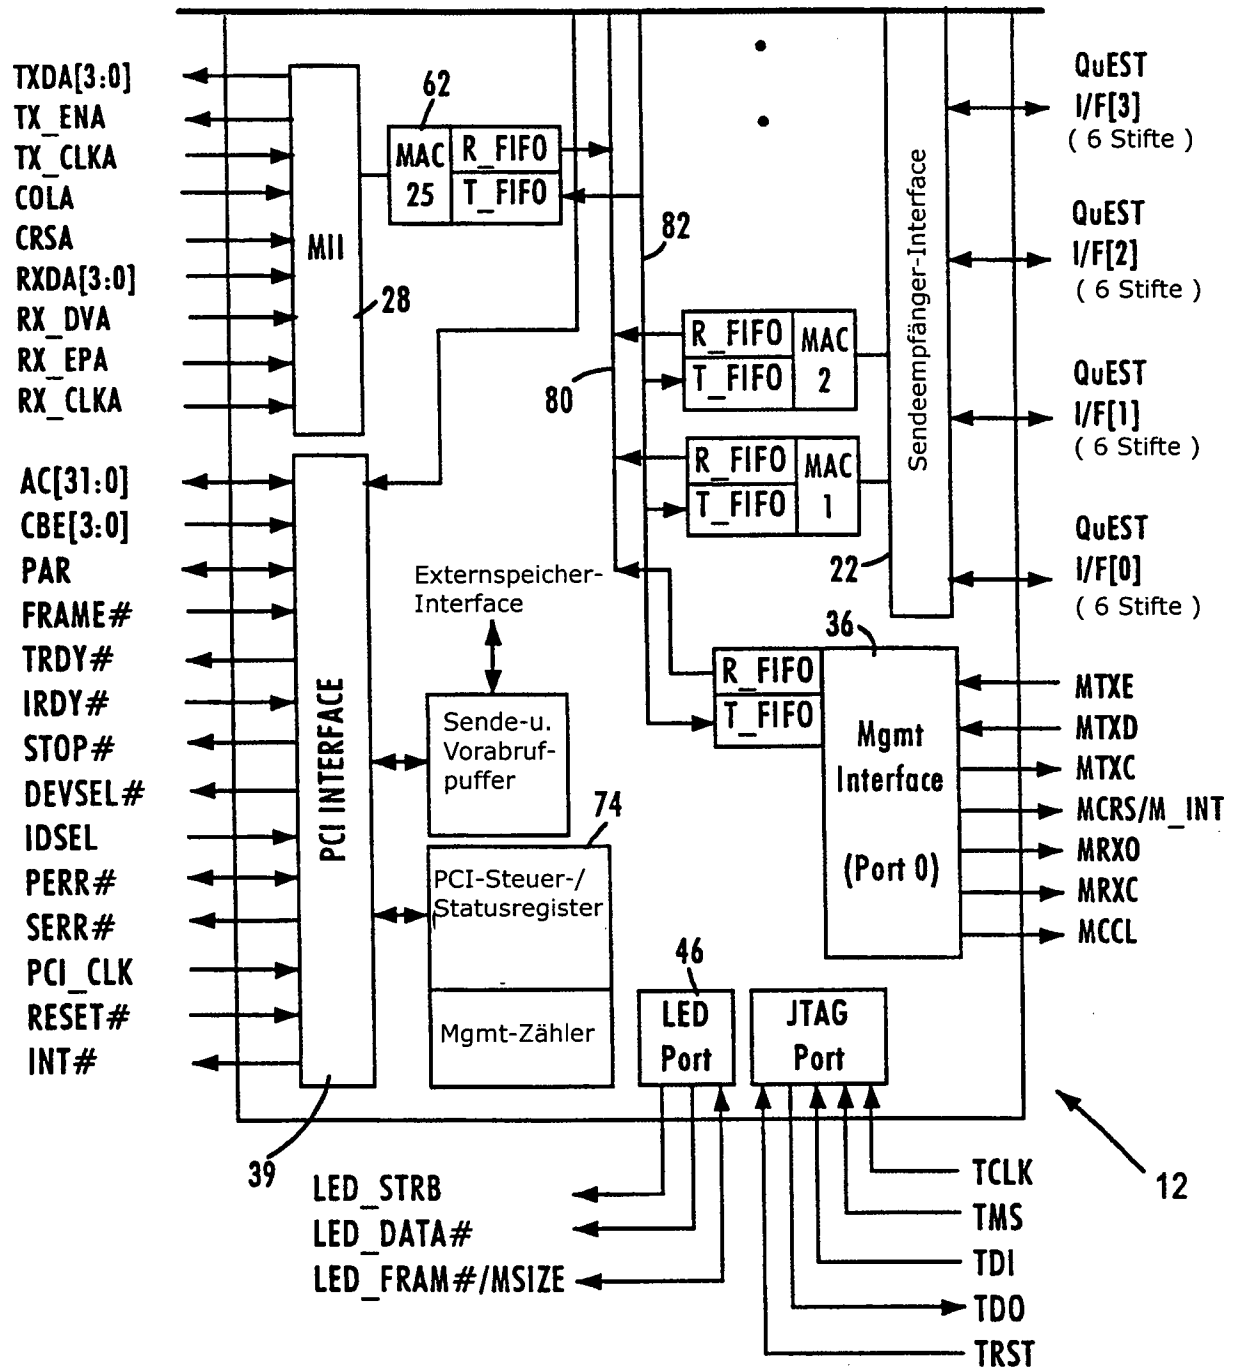 TXDA[3:0]
TX_ENA
TX_CLKA
COLA
CRSA
RXDA[3:0]
RX_DVA
RX_EPA
RX_CLKA
MII
28
62
MAC
25
R_FIFO
T_FIFO
82
80
R_FIFO
T_FIFO
MAC
2
R_FIFO
T_FIFO
MAC
1
Sendeempfänger-Interface
22
QuEST
I/F[3]
( 6 Stifte )
QuEST
I/F[2]
( 6 Stifte )
QuEST
I/F[1]
( 6 Stifte )
QuEST
I/F[0]
( 6 Stifte )
AC[31:0]
CBE[3:0]
PAR
FRAME#
TRDY#
IRDY#
STOP#
DEVSEL#
IDSEL
PERR#
SERR#
PCI_CLK
RESET#
INT#
PCI INTERFACE
39
Externspeicher-
Interface
Sende-u.
Vorabruf-
puffer
74
PCI-Steuer-/
Statusregister
Mgmt-Zähler
36
R_FIFO
T_FIFO
Mgmt
Interface
(Port 0)
MTXE
MTXD
MTXC
MCRS/M_INT
MRXO
MRXC
MCCL
46
LED
Port
JTAG
Port
LED_STRB
LED_DATA#
LED_FRAM#/MSIZE
TCLK
TMS
TDI
TDO
TRST
12